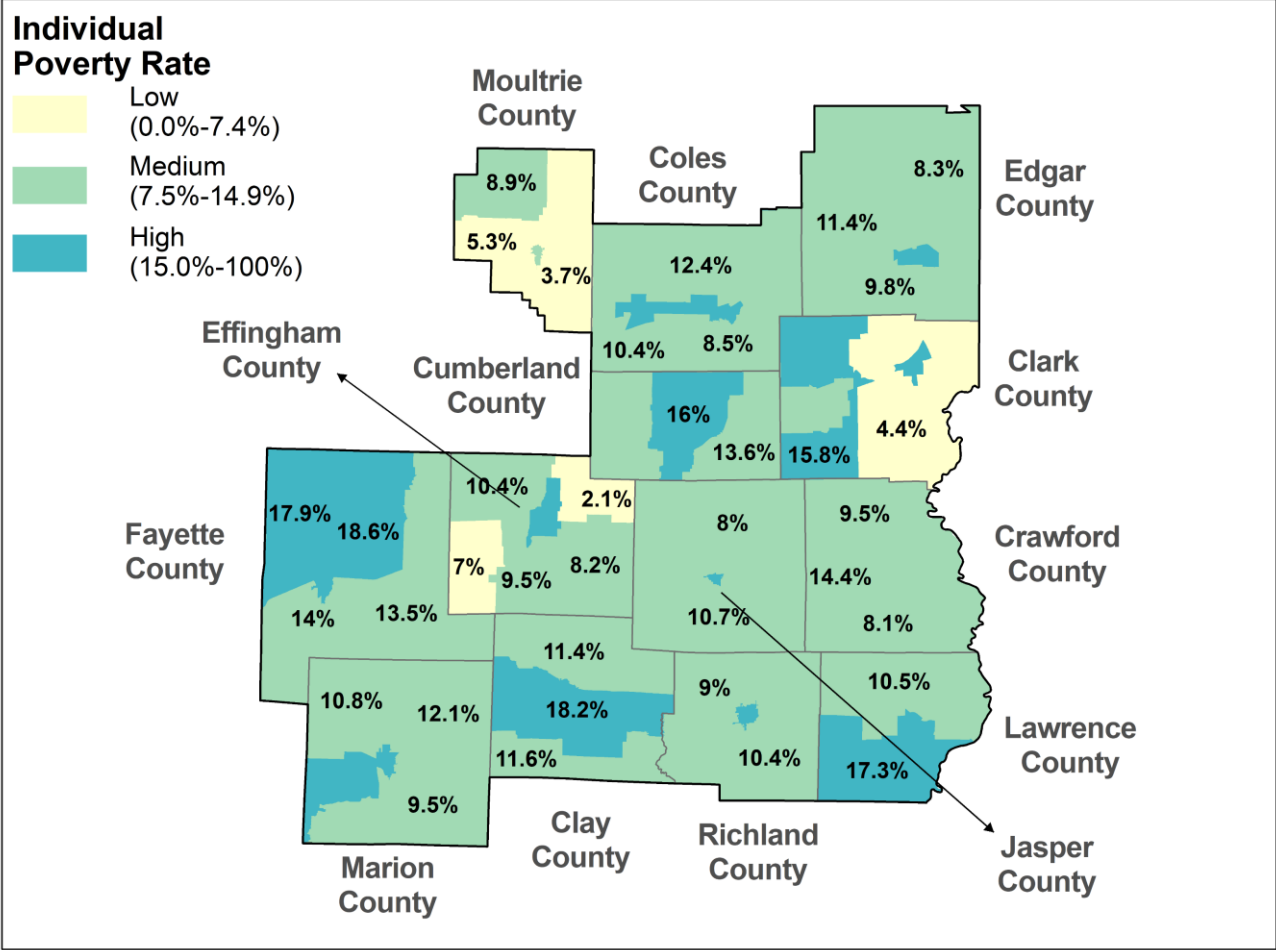 Individual
Poverty Rate
Low
(0.0%-7.4%)
Medium
(7.5%-14.9%)
High
(15.0%-100%)
Moultrie
County
Coles
County
Edgar
County
8.9%
5.3%
3.7%
8.3%
11.4%
9.8%
12.4%
10.4%
8.5%
Effingham
County
Cumberland
County
Clark
County
16%
13.6%
15.8%
4.4%
Fayette
County
17.9%
18.6%
14%
13.5%
10.4%
2.1%
7%
9.5%
8.2%
8%
10.7%
9.5%
14.4%
8.1%
Crawford
County
10.8%
12.1%
9.5%
11.4%
18.2%
11.6%
9%
10.4%
10.5%
17.3%
Lawrence
County
Marion
County
Clay
County
Richland
County
Jasper
County